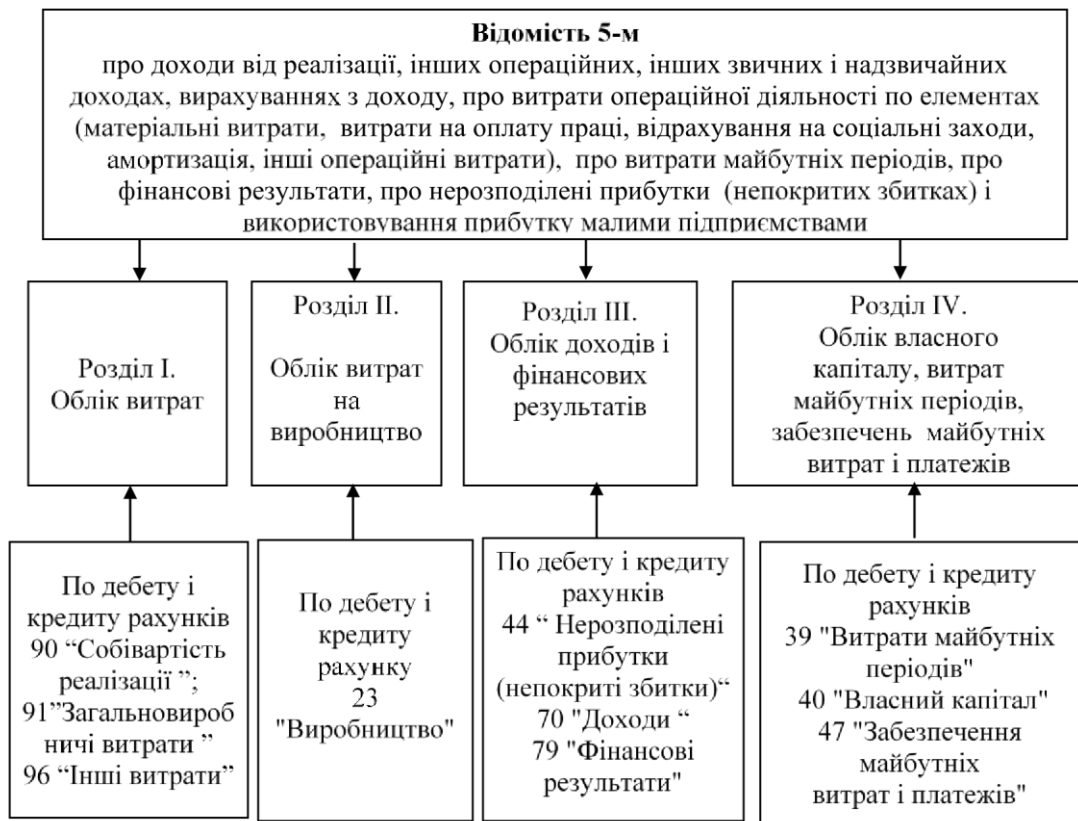 Відомість 5-м
про доходи від реалізації, інших операційних, інших звичних і надзвичайних
доходах, вирахуваннях з доходу, про витрати операційної діяльності по елементах
(матеріальні витрати, витрати на оплату праці, відрахування на соціальні заходи,
амортизація, інші операційні витрати), про витрати майбутніх періодів, про
фінансові результати, про нерозподілені прибутки (непокритих збитках) і
використовування прибутку малими підприємствами
Розділ I.
Облік витрат
Розділ II.
Облік витрат
на
виробництво
Розділ III.
Облік доходів і
фінансових
результатів
Розділ IV.
Облік власного
капіталу, витрат
майбутніх періодів,
забезпечень майбутніх
витрат і платежів
По дебету і
кредиту рахунків
90 “Собівартість
реалізації ”;
91”Загальновироб
ничі витрати ”
96 “Інші витрати”
По дебету і
кредиту
рахунку
23
"Виробництво"
По дебету і кредиту
рахунків
44 “ Нерозподілені
прибутки
(непокриті збитки)“
70 "Доходи “
79 "Фінансові
результати"
По дебету і кредиту
рахунків
39 "Витрати майбутніх
періодів"
40 "Власний капітал"
47 "Забезпечення
майбутніх
витрат і платежів"